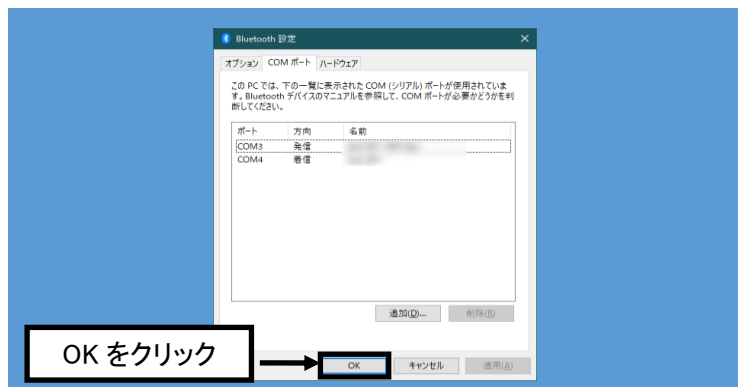 Bluetooth 設定
オプション COM ポート ハードウェア
この PC では、下の一覧に表示された COM (シリアル) ポートが使用されていま
す。Bluetooth デバイスのマニュアルを参照して、COM ポートが必要かどうかを判
断してください。
ポート 方向 名前
COM3 発信
COM4 着信
追加(D)... 削除(R)
OK をクリック
OK キャンセル 適用(A)